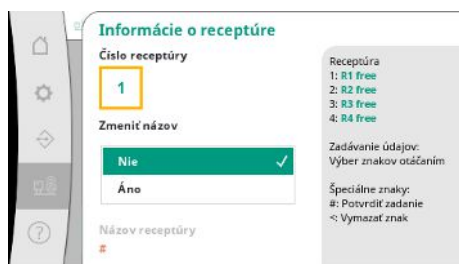 Informácie o receptúre
Číslo receptúry
1
Zmeniť názov
Nie
Áno
Názov receptúry
#
Receptúra
1: R1 free
2: R2 free
3: R3 free
4: R4 free
Zadávanie údajov:
Výber znakov otáčaním
Špeciálne znaky:
#: Potvrdiť zadanie
<: Vymazať znak
?